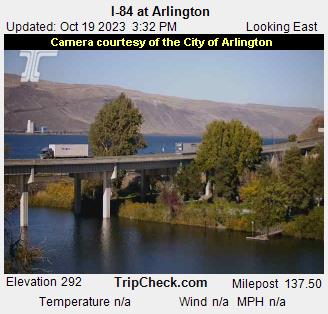 I-84 at Arlington
Updated: Oct 19 2023 3:32 PM Looking East
Camera courtesy of the City of Arlington
Elevation 292 TripCheck.com Milepost 137.50
Temperature n/a Wind n/a MPH n/a